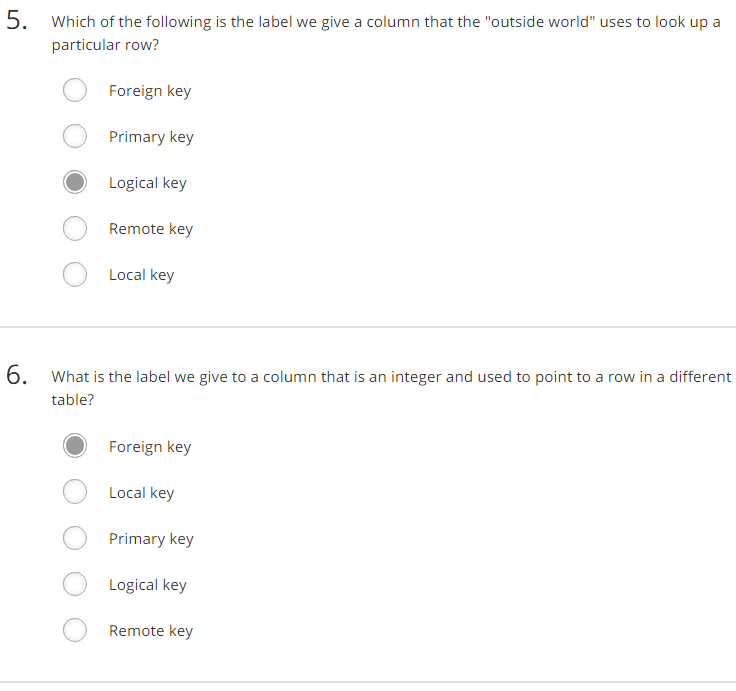 5. Which of the following is the label we give a column that the "outside world" uses to look up a
particular row?
Foreign key
Primary key
Logical key
Remote key
Local key
6. What is the label we give to a column that is an integer and used to point to a row in a different
table?
Foreign key
Local key
Primary key
Logical key
Remote key